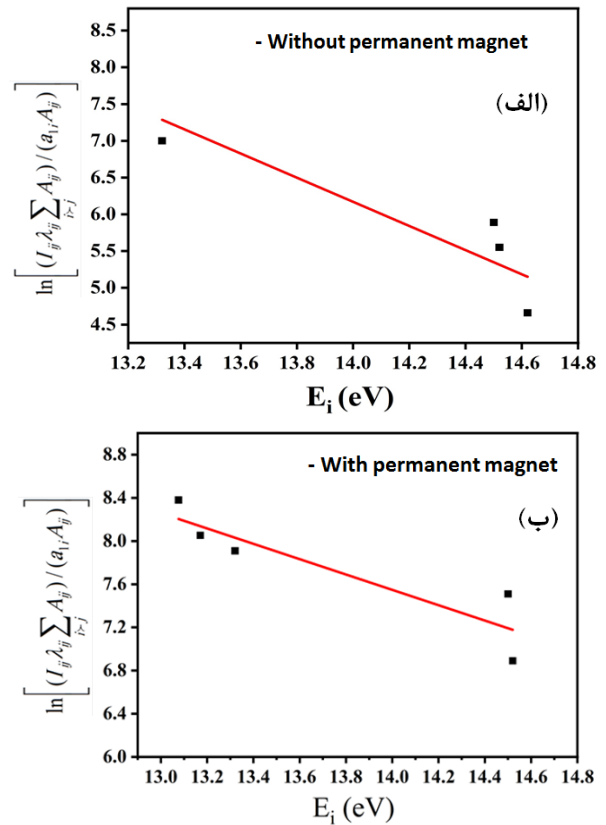 - Without permanent magnet
(الف)
ln [(I_ij λ_ij ∑_{i>j} A_ij)/(a_1i A_ij)]
8.5
8.0
7.5
7.0
6.5
6.0
5.5
5.0
4.5
13.2 13.4 13.6 13.8 14.0 14.2 14.4 14.6 14.8
E_i (eV)
- With permanent magnet
(ب)
ln [(I_ij λ_ij ∑_{i>j} A_ij)/(a_1i A_ij)]
8.8
8.4
8.0
7.6
7.2
6.8
6.4
6.0
13.0 13.2 13.4 13.6 13.8 14.0 14.2 14.4 14.6 14.8
E_i (eV)